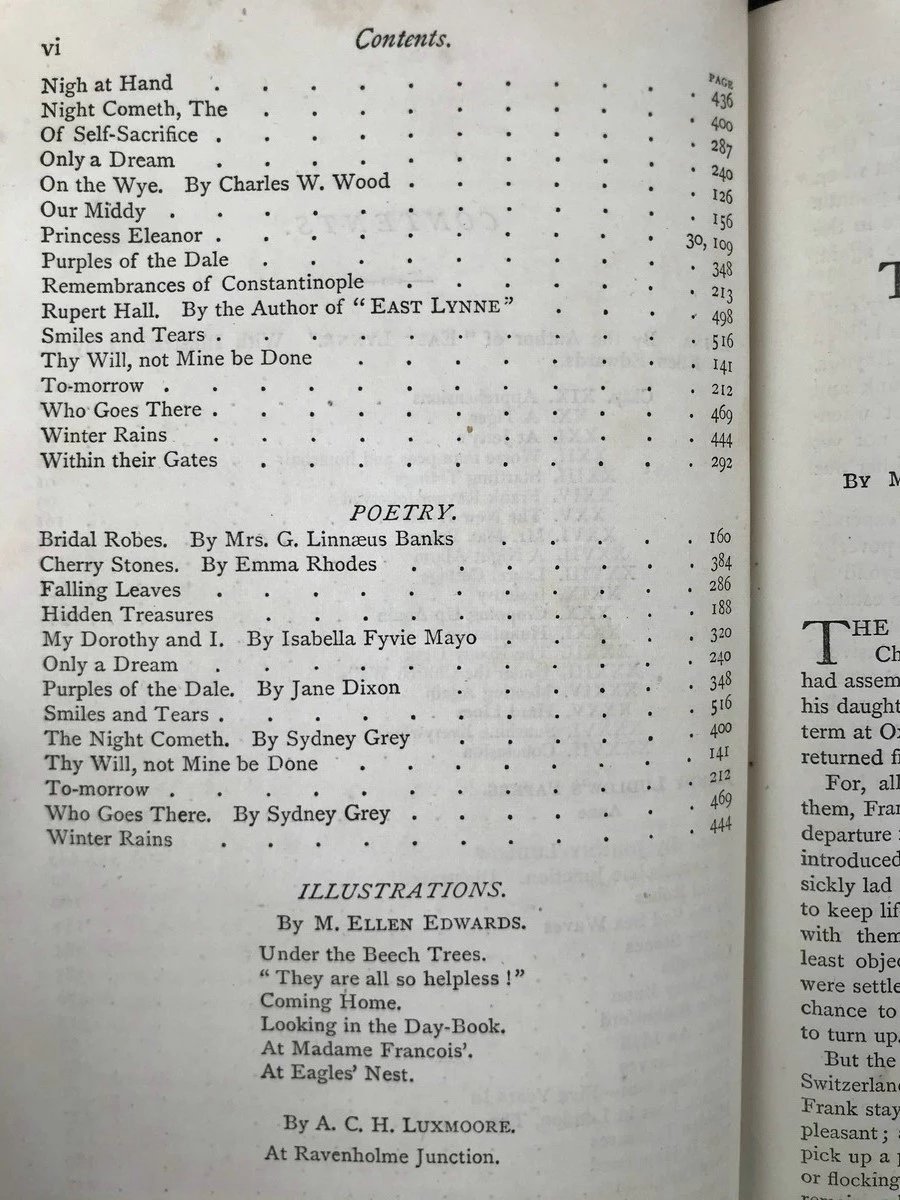 vi Contents.
PAGE
Nigh at Hand . . . . . . . . . . . 436
Night Cometh, The . . . . . . . . . . 400
Of Self-Sacrifice . . . . . . . . . . . 287
Only a Dream . . . . . . . . . . . 240
On the Wye. By Charles W. Wood . . . . . . . 126
Our Middy . . . . . . . . . . . . 156
Princess Eleanor . . . . . . . . . . 30, 109
Purples of the Dale . . . . . . . . . . 348
Remembrances of Constantinople . . . . . . . 213
Rupert Hall. By the Author of “EAST LYNNE” . . . . 498
Smiles and Tears . . . . . . . . . . . 516
Thy Will, not Mine be Done . . . . . . . . 141
To-morrow . . . . . . . . . . . . 212
Who Goes There . . . . . . . . . . . 469
Winter Rains . . . . . . . . . . . 444
Within their Gates . . . . . . . . . . 292
POETRY.
Bridal Robes. By Mrs. G. Linnæus Banks . . . . . 160
Cherry Stones. By Emma Rhodes . . . . . . . 384
Falling Leaves . . . . . . . . . . . 286
Hidden Treasures . . . . . . . . . . 188
My Dorothy and I. By Isabella Fyvie Mayo . . . . . 320
Only a Dream . . . . . . . . . . . 240
Purples of the Dale. By Jane Dixon . . . . . . 348
Smiles and Tears . . . . . . . . . . . 516
The Night Cometh. By Sydney Grey . . . . . . 400
Thy Will, not Mine be Done . . . . . . . . 141
To-morrow . . . . . . . . . . . . 212
Who Goes There. By Sydney Grey . . . . . . . 469
Winter Rains . . . . . . . . . . . 444
ILLUSTRATIONS.
By M. ELLEN EDWARDS.
Under the Beech Trees.
“They are all so helpless!”
Coming Home.
Looking in the Day-Book.
At Madame Francois’.
At Eagles’ Nest.
By A. C. H. LUXMOORE.
At Ravenholme Junction.
BY
THE
had
his
term at
returned
For,
them,
departure
introduced
sickly lad
to keep
with them
least
were
chance to
to turn up.
But the
Frank
pleasant;
pick up a
or flocking